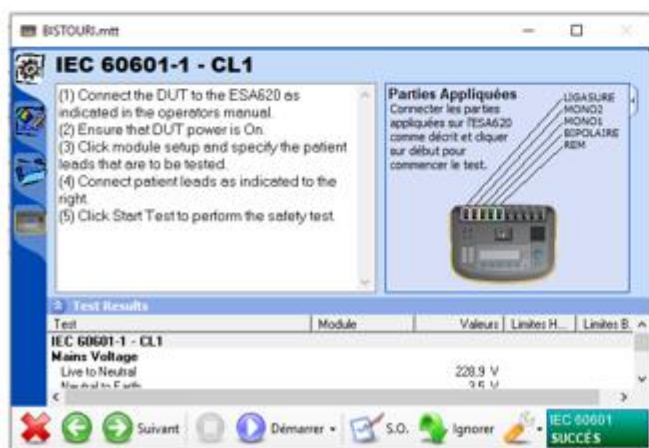 BISTOURI.mtt
IEC 60601-1 - CL1
(1) Connect the DUT to the ESA620 as
indicated in the operators manual.
(2) Ensure that DUT power is On.
(3) Click module setup and specify the patient
leads that are to be tested.
(4) Connect patient leads as indicated to the
right.
(5) Click Start Test to perform the safety test.
Parties Appliquées
Connecter les parties
appliquées sur l'ESA620
comme décrit et cliquer
sur début pour
commencer le test.
LIGASURE
MONO2
MONO1
BIPOLAIRE
REM
Test Results
Test Module Valeurs Limites H... Limites B.
IEC 60601-1 - CL1
Mains Voltage
Live to Neutral 228.9 V
Neutral to Earth 3.5 V
Suivant Démarrer S.O. Ignorer
IEC 60601
SUCCÈS